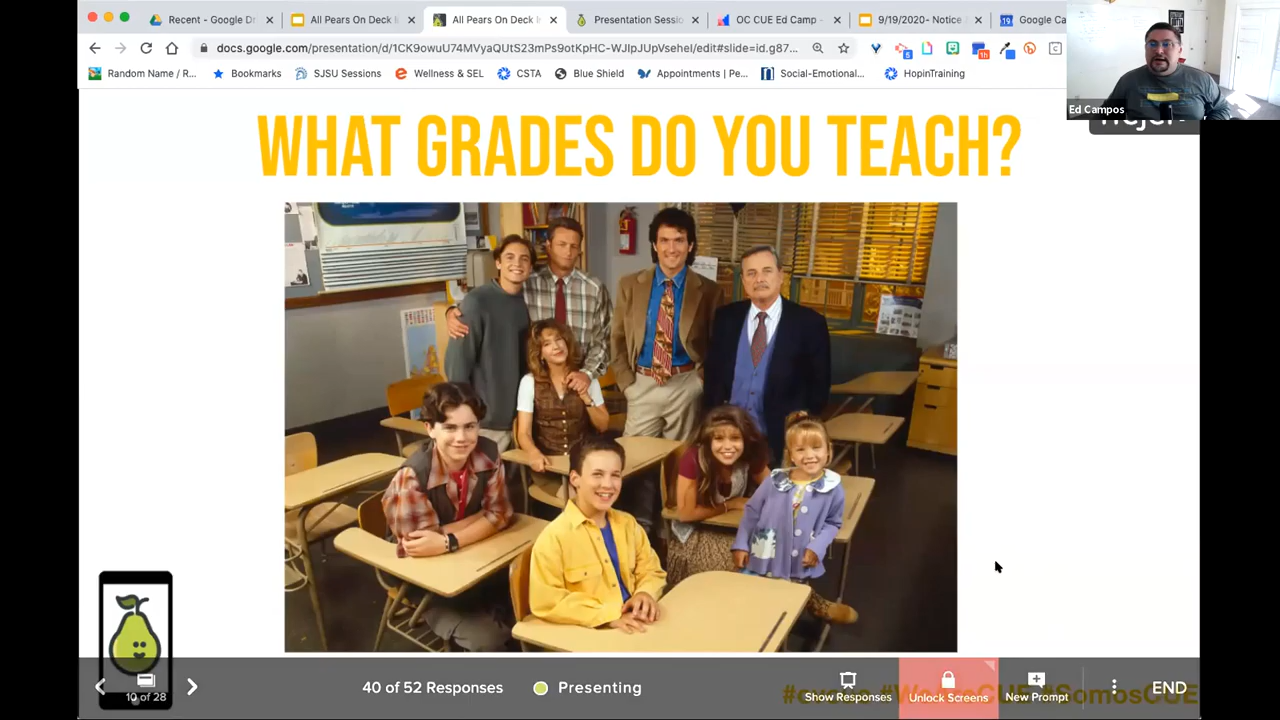 Recent - Google Dr
All Pears On Deck i
All Pears On Deck I
Presentation Sessio
OC CUE Ed Camp -
9/19/2020- Notice
Google Ca
docs.google.com/presentation/d/1CK9owuU74MVyaQUtS23mPs9otKpHC-WJIpJUpVseheI/edit#slide=id.g87...
Random Name / R...
Bookmarks
SJSU Sessions
Wellness & SEL
CSTA
Blue Shield
Appointments | Pe...
Social-Emotional...
HopinTraining
Ed Campos
WHAT GRADES DO YOU TEACH?
10 of 28
40 of 52 Responses
Presenting
Show Responses
Unlock Screens
New Prompt
END
#WeAreCUE #SomosCUE